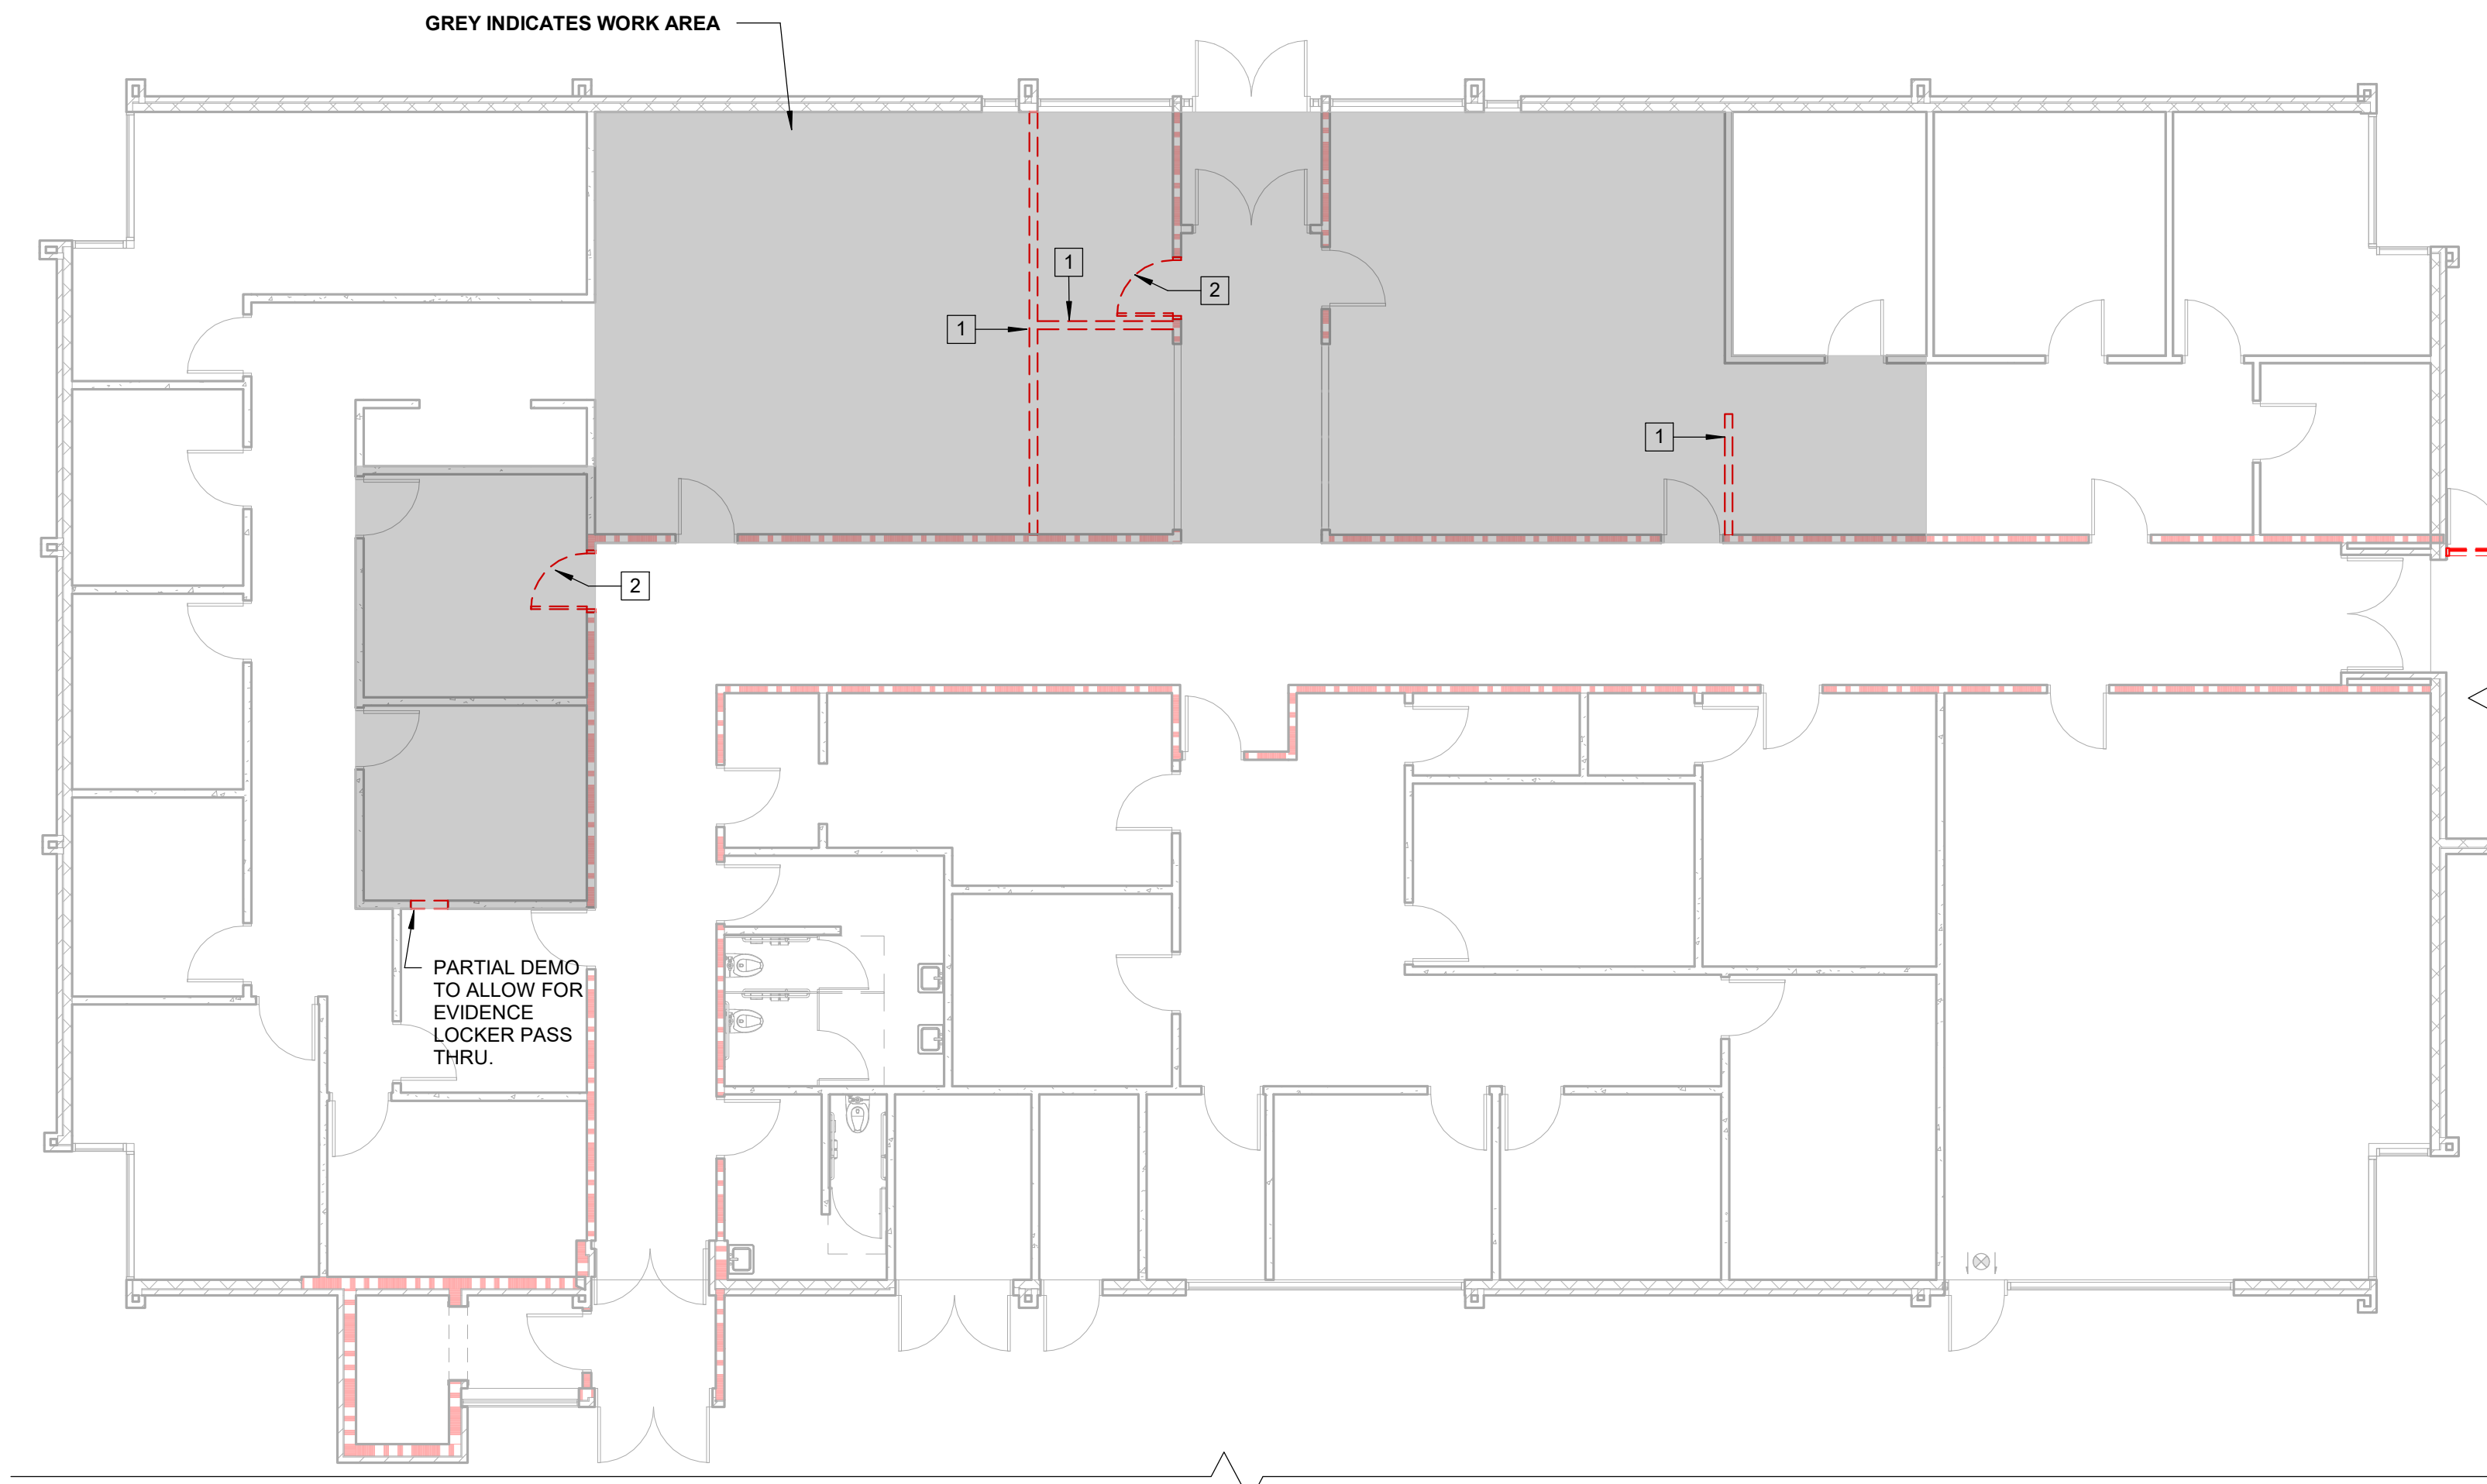 GREY INDICATES WORK AREA
1
2
1
1
2
PARTIAL DEMO
TO ALLOW FOR
EVIDENCE
LOCKER PASS
THRU.